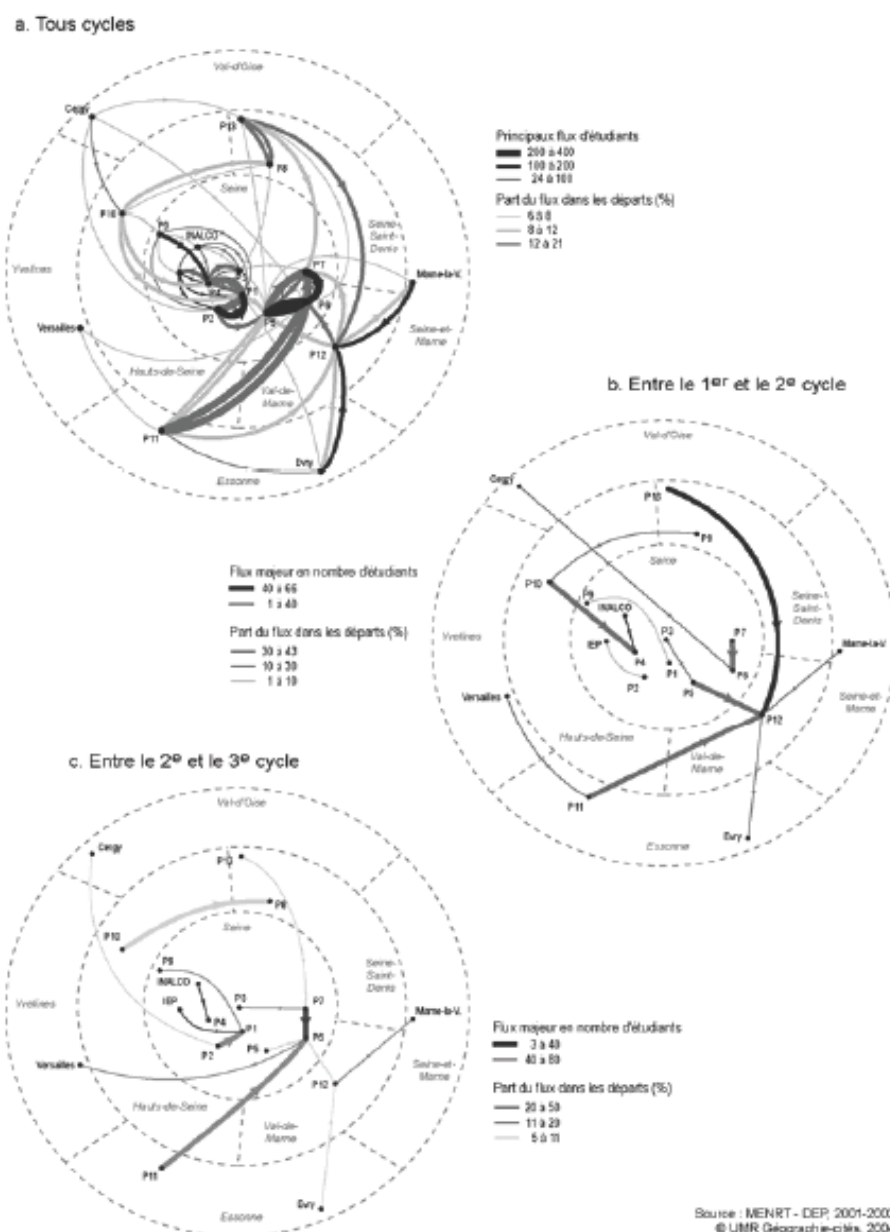 a. Tous cycles
Val-d'Oise
Cergy
P13
P8
Seine
P10
P9
INALCO
Seine-
Saint-
Denis
Yvelines
P7
Marne-la-V.
P1
P2
P6
P5
Versailles
P12
Seine-et-
Marne
Hauts-de-Seine
Val-de-
Marne
P11
Evry
Essonne
Principaux flux d'étudiants
200 à 400
100 à 200
24 à 100
Part du flux dans les départs (%)
6 à 8
8 à 12
12 à 21
b. Entre le 1er et le 2e cycle
Val-d'Oise
Cergy
P13
Seine
P10
P9
INALCO
Seine-
Saint-
Denis
IEP
P3
P7
Yvelines
Marne-la-V
P4
P1
P6
P2
P5
Versailles
P12
Seine-et-
Marne
Hauts-de-Seine
Val-de-
Marne
P11
Evry
Essonne
Flux majeur en nombre d'étudiants
40 à 66
1 à 40
Part du flux dans les départs (%)
30 à 43
10 à 30
1 à 10
c. Entre le 2e et le 3e cycle
Val-d'Oise
Cergy
P13
P8
Seine
P10
P9
INALCO
Seine-
Saint-
Denis
IEP
P3
P7
Yvelines
P4
P1
Marne-la-V.
P2
P5
P6
Versailles
P12
Seine-et-
Marne
Hauts-de-Seine
Val-de-
Marne
P11
Evry
Essonne
Flux majeur en nombre d'étudiants
3 à 40
40 à 80
Part du flux dans les départs (%)
20 à 50
11 à 20
5 à 11
Source : MENRT - DEP, 2001-200
© UMR Géographie-cités, 200